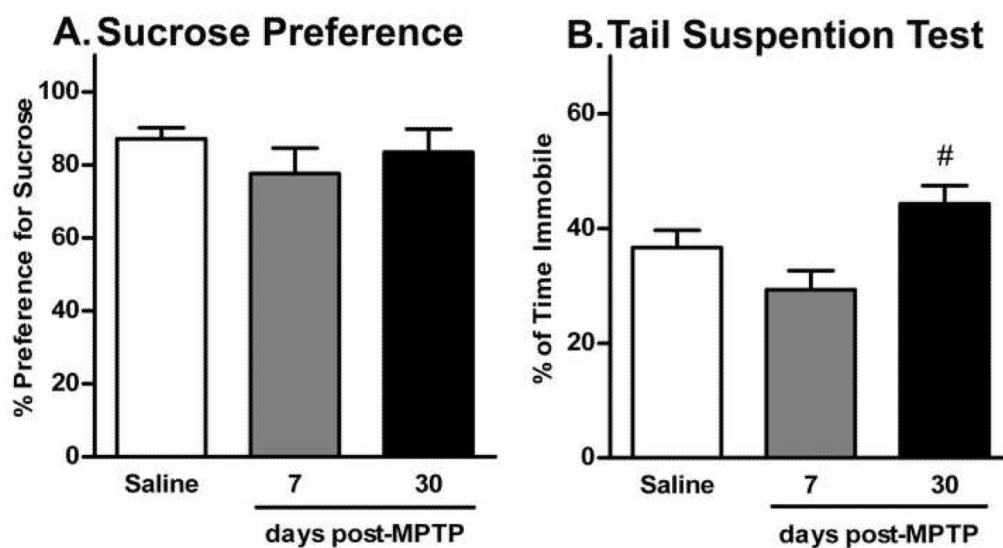 A. Sucrose Preference
% Preference for Sucrose
100
80
60
40
20
0
Saline
7
30
days post-MPTP
B. Tail Suspention Test
% of Time Immobile
60
40
20
0
#
Saline
7
30
days post-MPTP